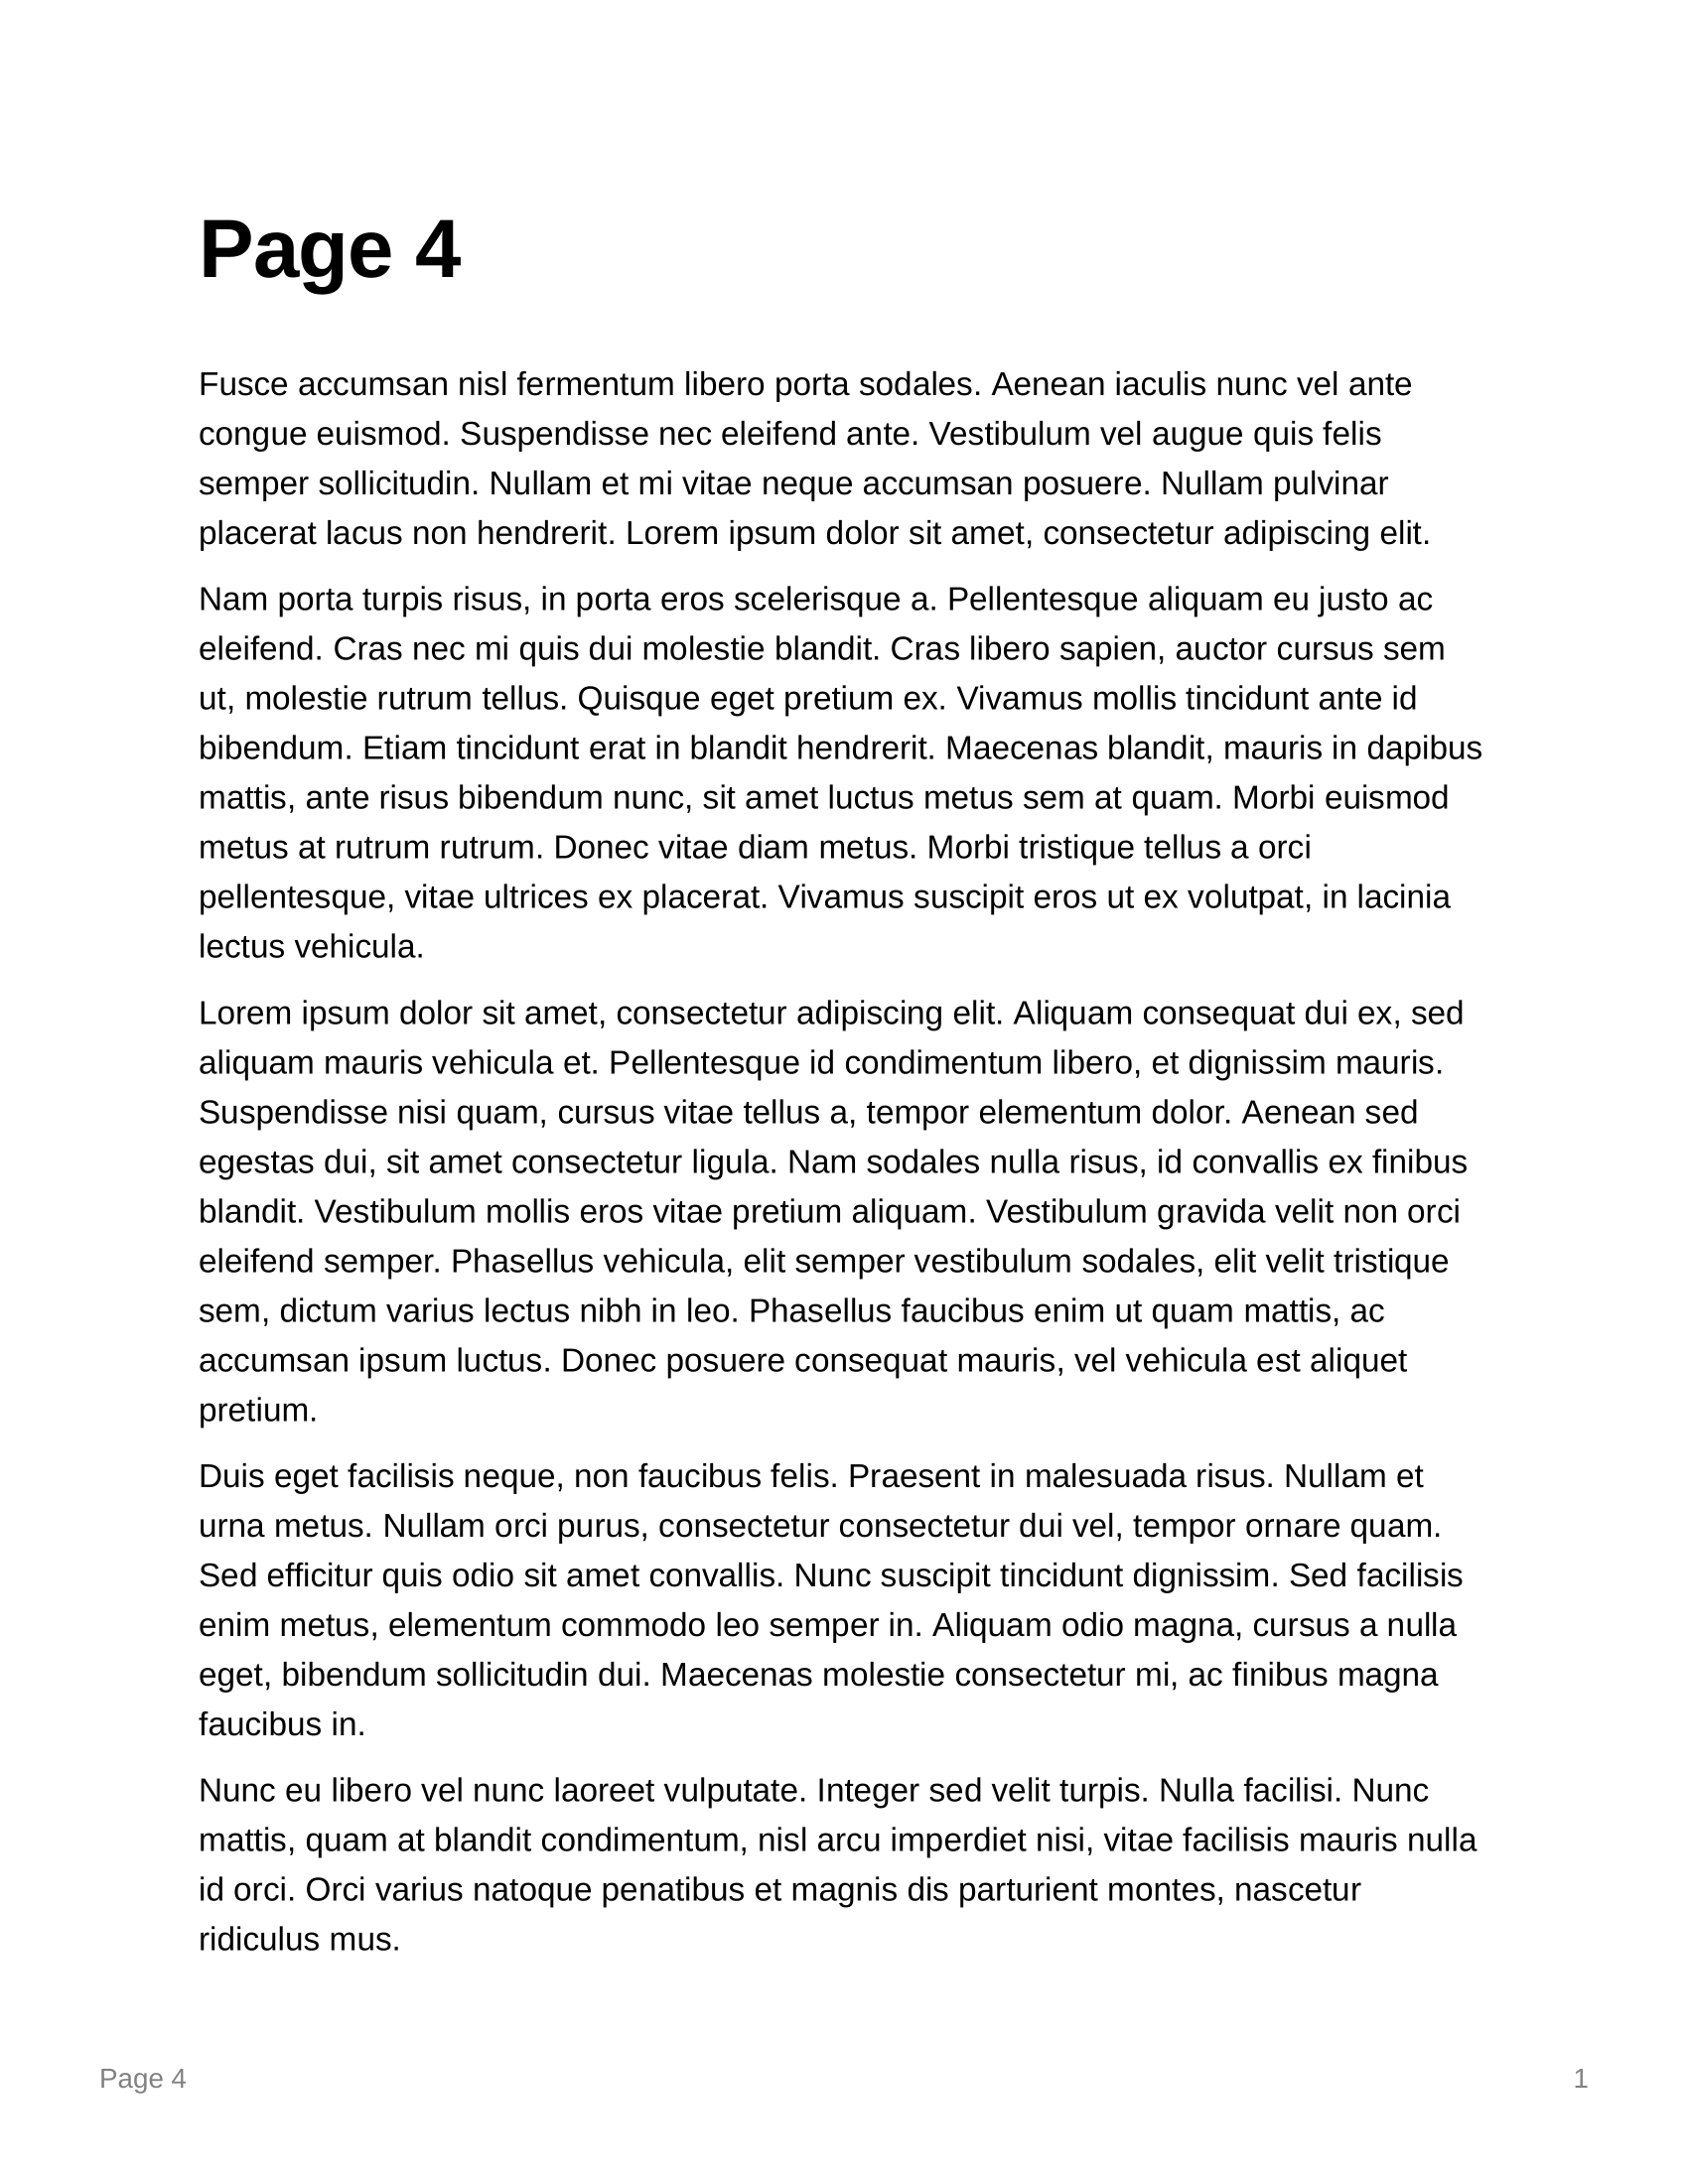 Page 4
Fusce accumsan nisl fermentum libero porta sodales. Aenean iaculis nunc vel ante
congue euismod. Suspendisse nec eleifend ante. Vestibulum vel augue quis felis
semper sollicitudin. Nullam et mi vitae neque accumsan posuere. Nullam pulvinar
placerat lacus non hendrerit. Lorem ipsum dolor sit amet, consectetur adipiscing elit.
Nam porta turpis risus, in porta eros scelerisque a. Pellentesque aliquam eu justo ac
eleifend. Cras nec mi quis dui molestie blandit. Cras libero sapien, auctor cursus sem
ut, molestie rutrum tellus. Quisque eget pretium ex. Vivamus mollis tincidunt ante id
bibendum. Etiam tincidunt erat in blandit hendrerit. Maecenas blandit, mauris in dapibus
mattis, ante risus bibendum nunc, sit amet luctus metus sem at quam. Morbi euismod
metus at rutrum rutrum. Donec vitae diam metus. Morbi tristique tellus a orci
pellentesque, vitae ultrices ex placerat. Vivamus suscipit eros ut ex volutpat, in lacinia
lectus vehicula.
Lorem ipsum dolor sit amet, consectetur adipiscing elit. Aliquam consequat dui ex, sed
aliquam mauris vehicula et. Pellentesque id condimentum libero, et dignissim mauris.
Suspendisse nisi quam, cursus vitae tellus a, tempor elementum dolor. Aenean sed
egestas dui, sit amet consectetur ligula. Nam sodales nulla risus, id convallis ex finibus
blandit. Vestibulum mollis eros vitae pretium aliquam. Vestibulum gravida velit non orci
eleifend semper. Phasellus vehicula, elit semper vestibulum sodales, elit velit tristique
sem, dictum varius lectus nibh in leo. Phasellus faucibus enim ut quam mattis, ac
accumsan ipsum luctus. Donec posuere consequat mauris, vel vehicula est aliquet
pretium.
Duis eget facilisis neque, non faucibus felis. Praesent in malesuada risus. Nullam et
urna metus. Nullam orci purus, consectetur consectetur dui vel, tempor ornare quam.
Sed efficitur quis odio sit amet convallis. Nunc suscipit tincidunt dignissim. Sed facilisis
enim metus, elementum commodo leo semper in. Aliquam odio magna, cursus a nulla
eget, bibendum sollicitudin dui. Maecenas molestie consectetur mi, ac finibus magna
faucibus in.
Nunc eu libero vel nunc laoreet vulputate. Integer sed velit turpis. Nulla facilisi. Nunc
mattis, quam at blandit condimentum, nisl arcu imperdiet nisi, vitae facilisis mauris nulla
id orci. Orci varius natoque penatibus et magnis dis parturient montes, nascetur
ridiculus mus.
Page 4 1